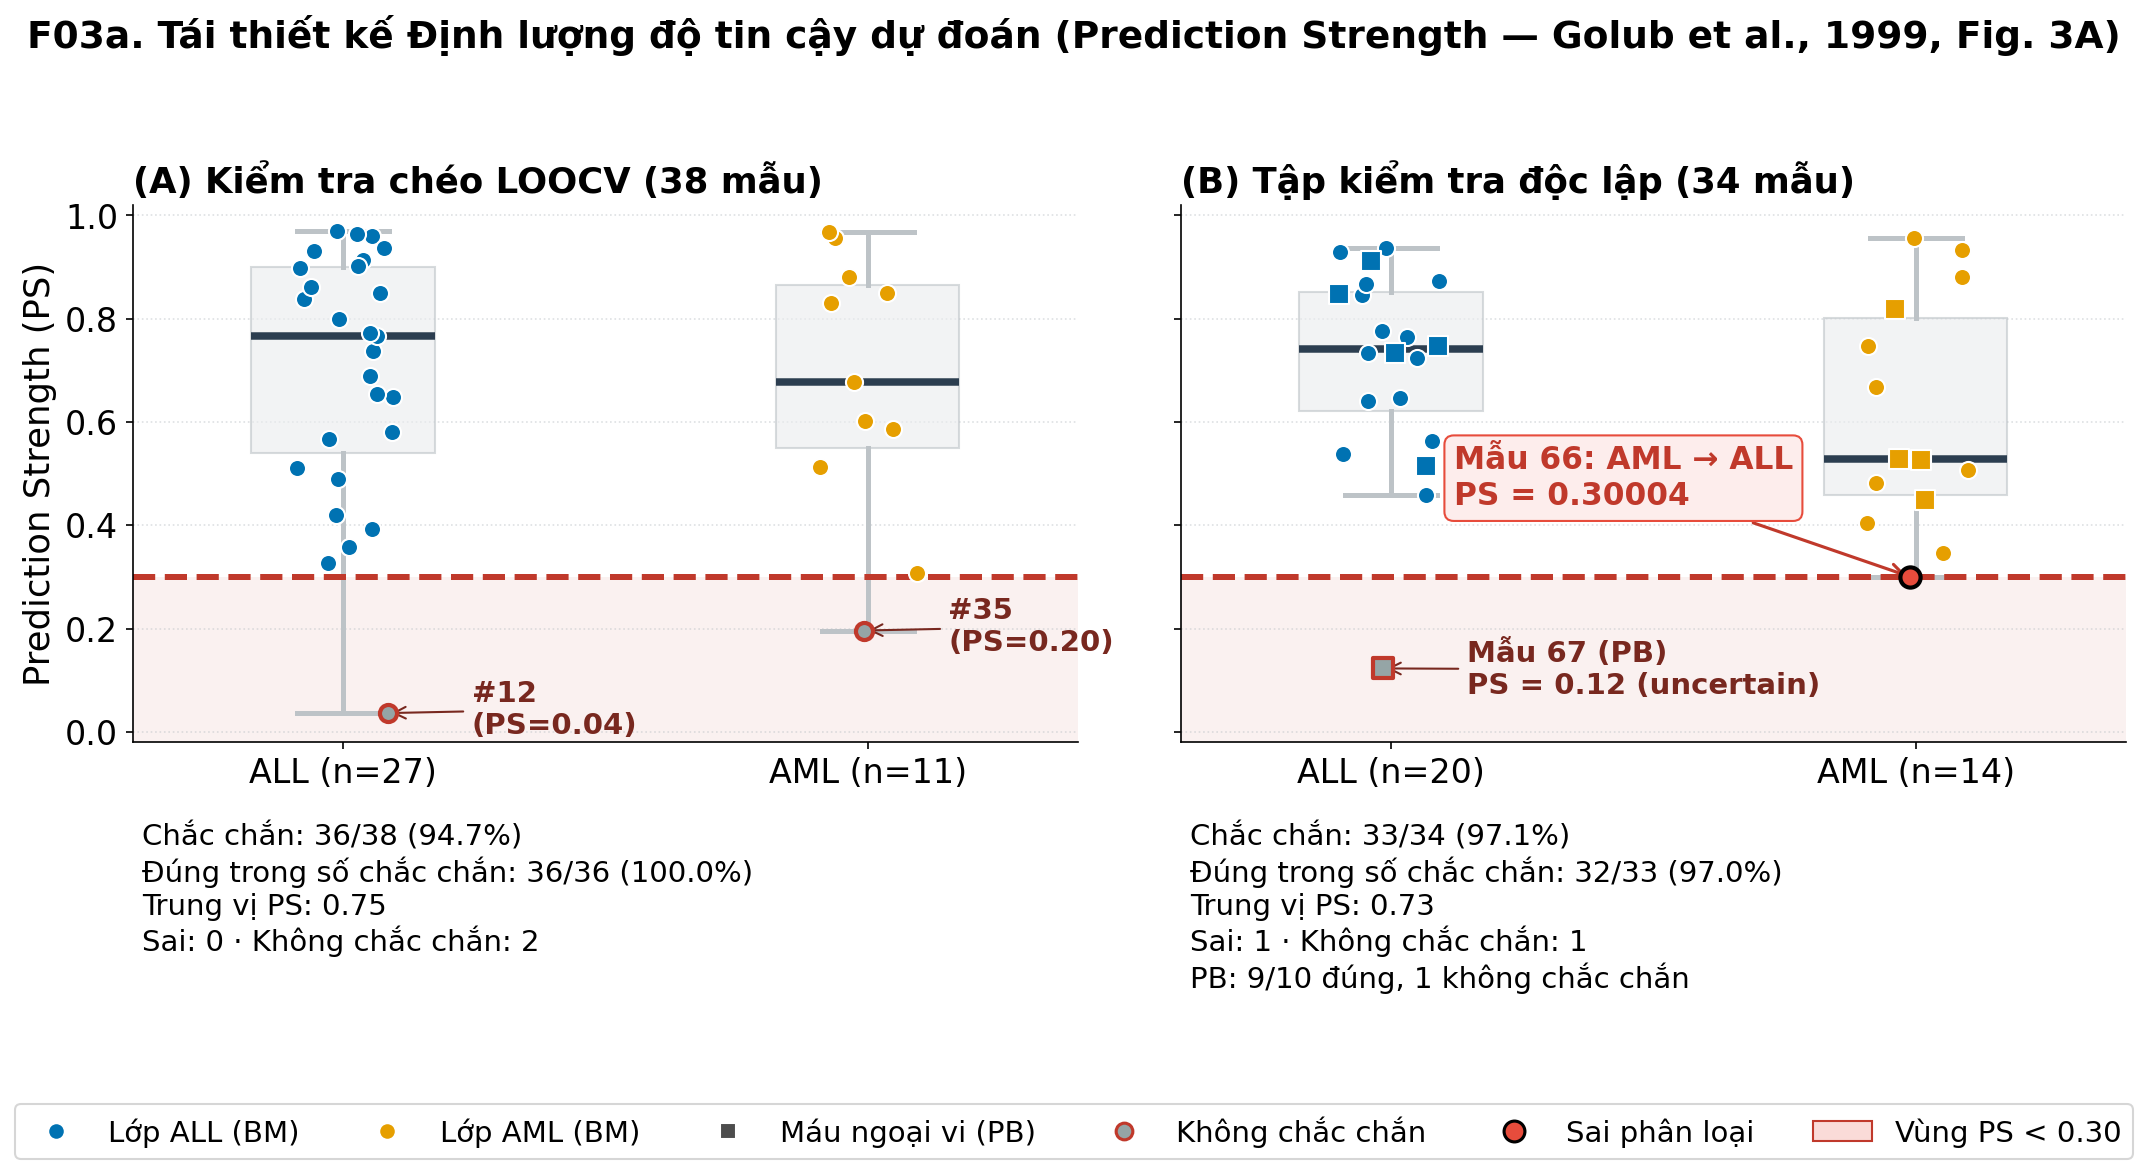 F03a. Tái thiết kế Định lượng độ tin cậy dự đoán (Prediction Strength — Golub et al., 1999, Fig. 3A)
(A) Kiểm tra chéo LOOCV (38 mẫu)
Prediction Strength (PS)
1.0
0.8
0.6
0.4
0.2
0.0
#35
(PS=0.20)
#12
(PS=0.04)
ALL (n=27)
AML (n=11)
Chắc chắn: 36/38 (94.7%)
Đúng trong số chắc chắn: 36/36 (100.0%)
Trung vị PS: 0.75
Sai: 0 · Không chắc chắn: 2
(B) Tập kiểm tra độc lập (34 mẫu)
Mẫu 66: AML → ALL
PS = 0.30004
Mẫu 67 (PB)
PS = 0.12 (uncertain)
ALL (n=20)
AML (n=14)
Chắc chắn: 33/34 (97.1%)
Đúng trong số chắc chắn: 32/33 (97.0%)
Trung vị PS: 0.73
Sai: 1 · Không chắc chắn: 1
PB: 9/10 đúng, 1 không chắc chắn
Lớp ALL (BM)
Lớp AML (BM)
Máu ngoại vi (PB)
Không chắc chắn
Sai phân loại
Vùng PS < 0.30